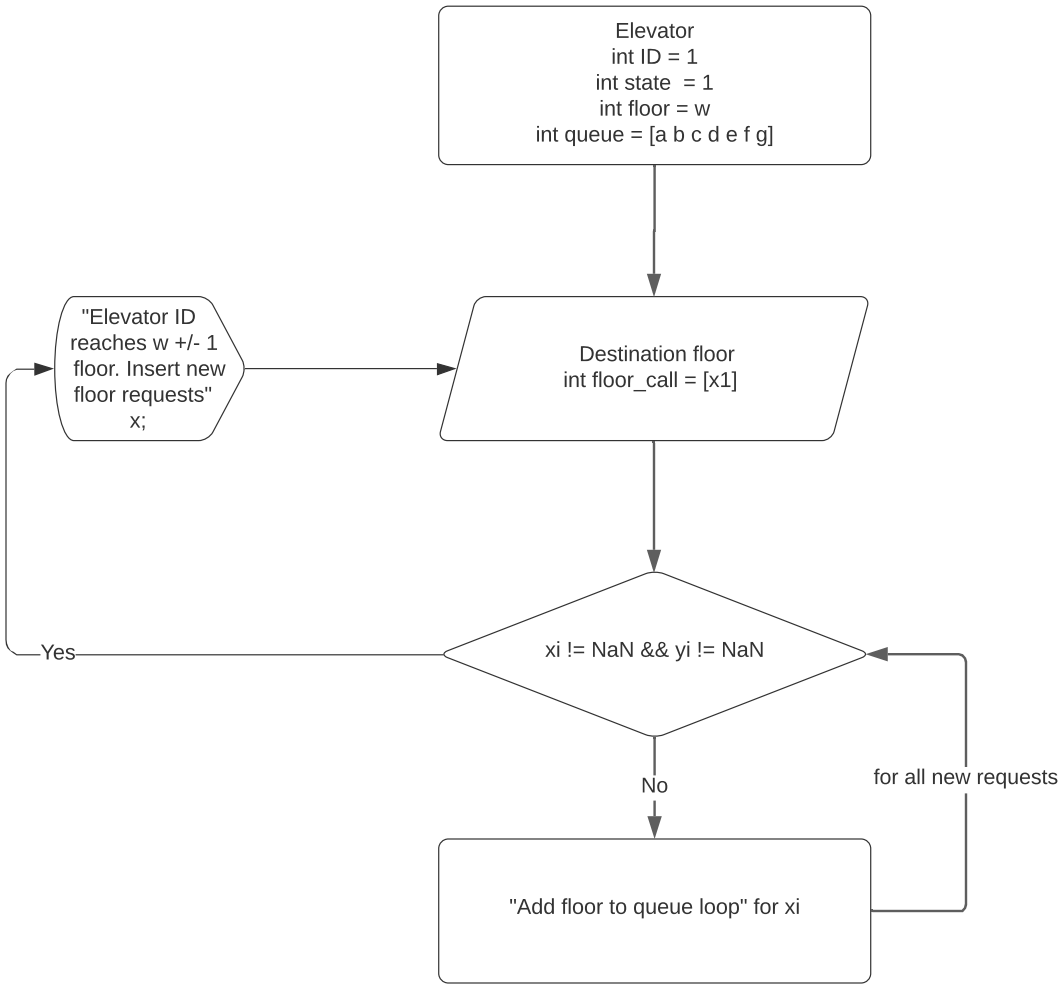 Elevator
int ID = 1
int state  = 1
int floor = w
int queue = [a b c d e f g]
"Elevator ID
reaches w +/- 1
floor. Insert new
floor requests"
x;
Destination floor
int floor_call = [x1]
xi != NaN && yi != NaN
Yes
No
for all new requests
"Add floor to queue loop" for xi